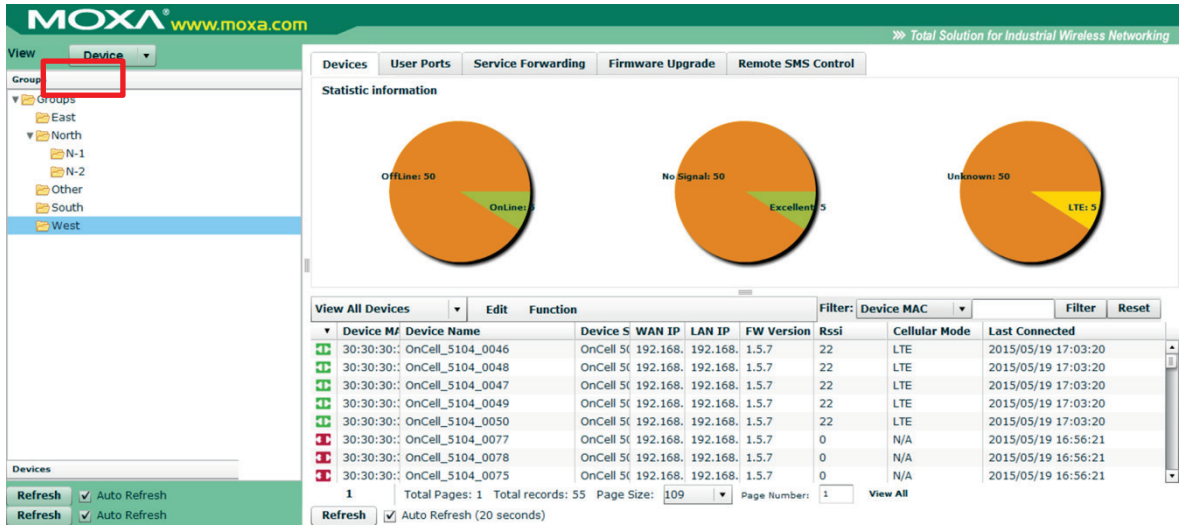 MOXA® www.moxa.com
Total Solution for Industrial Wireless Networking
View Device
Groups
Groups
East
North
N-1
N-2
Other
South
West
Devices
Refresh Auto Refresh
Refresh Auto Refresh
Devices User Ports Service Forwarding Firmware Upgrade Remote SMS Control
Statistic information
OffLine: 50
OnLine: 5
No Signal: 50
Excellent: 5
Unknown: 50
LTE: 5
View All Devices Edit Function Filter: Device MAC Filter Reset
Device MA Device Name Device S WAN IP LAN IP FW Version Rssi Cellular Mode Last Connected
30:30:30: OnCell_5104_0046 OnCell 50 192.168. 192.168. 1.5.7 22 LTE 2015/05/19 17:03:20
30:30:30: OnCell_5104_0048 OnCell 50 192.168. 192.168. 1.5.7 22 LTE 2015/05/19 17:03:20
30:30:30: OnCell_5104_0047 OnCell 50 192.168. 192.168. 1.5.7 22 LTE 2015/05/19 17:03:20
30:30:30: OnCell_5104_0049 OnCell 50 192.168. 192.168. 1.5.7 22 LTE 2015/05/19 17:03:20
30:30:30: OnCell_5104_0050 OnCell 50 192.168. 192.168. 1.5.7 22 LTE 2015/05/19 17:03:20
30:30:30: OnCell_5104_0077 OnCell 50 192.168. 192.168. 1.5.7 0 N/A 2015/05/19 16:56:21
30:30:30: OnCell_5104_0078 OnCell 50 192.168. 192.168. 1.5.7 0 N/A 2015/05/19 16:56:21
30:30:30: OnCell_5104_0075 OnCell 50 192.168. 192.168. 1.5.7 0 N/A 2015/05/19 16:56:21
1 Total Pages: 1 Total records: 55 Page Size: 109 Page Number: 1 View All
Refresh Auto Refresh (20 seconds)